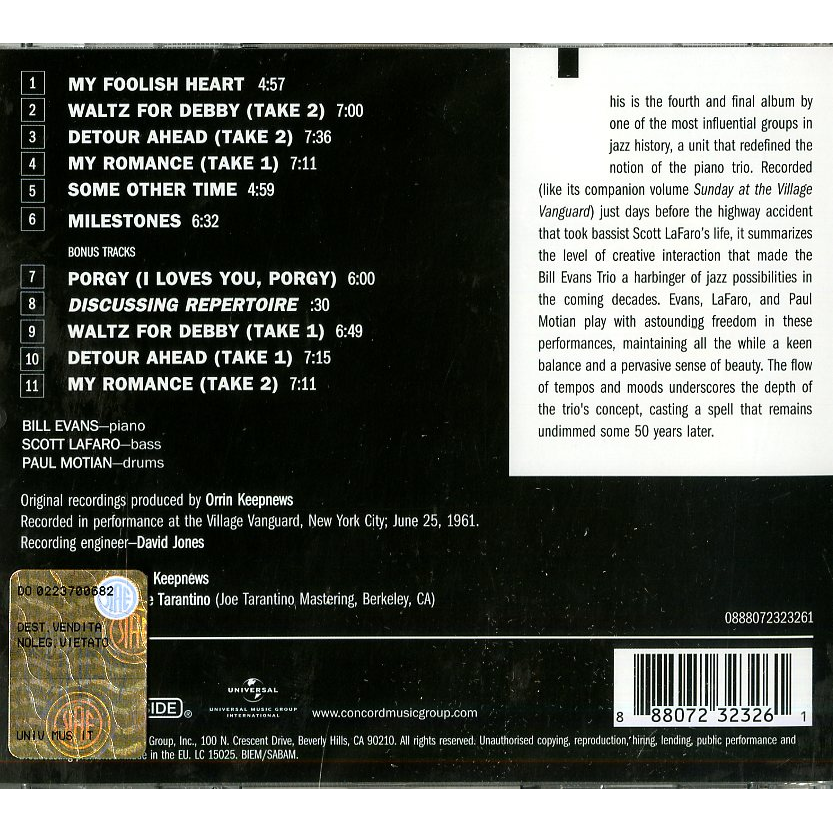 1 MY FOOLISH HEART 4:57
2 WALTZ FOR DEBBY (TAKE 2) 7:00
3 DETOUR AHEAD (TAKE 2) 7:36
4 MY ROMANCE (TAKE 1) 7:11
5 SOME OTHER TIME 4:59
6 MILESTONES 6:32
BONUS TRACKS
7 PORGY (I LOVES YOU, PORGY) 6:00
8 DISCUSSING REPERTOIRE :30
9 WALTZ FOR DEBBY (TAKE 1) 6:49
10 DETOUR AHEAD (TAKE 1) 7:15
11 MY ROMANCE (TAKE 2) 7:11
BILL EVANS—piano
SCOTT LAFARO—bass
PAUL MOTIAN—drums
Original recordings produced by Orrin Keepnews
Recorded in performance at the Village Vanguard, New York City; June 25, 1961.
Recording engineer—David Jones
Keepnews
e Tarantino (Joe Tarantino Mastering, Berkeley, CA)
his is the fourth and final album by
one of the most influential groups in
jazz history, a unit that redefined the
notion of the piano trio. Recorded
(like its companion volume Sunday at the Village
Vanguard) just days before the highway accident
that took bassist Scott LaFaro's life, it summarizes
the level of creative interaction that made the
Bill Evans Trio a harbinger of jazz possibilities in
the coming decades. Evans, LaFaro, and Paul
Motian play with astounding freedom in these
performances, maintaining all the while a keen
balance and a pervasive sense of beauty. The flow
of tempos and moods underscores the depth of
the trio's concept, casting a spell that remains
undimmed some 50 years later.
0888072323261
DO 0223700682
DEST.VENDITA
NOLEG.VIETATO
SIAE
UNIV MUS IT
IDE®
UNIVERSAL
UNIVERSAL MUSIC GROUP
INTERNATIONAL
www.concordmusicgroup.com
8 88072 32326 1
Group, Inc., 100 N. Crescent Drive, Beverly Hills, CA 90210. All rights reserved. Unauthorised copying, reproduction, hiring, lending, public performance and
in the EU. LC 15025. BIEM/SABAM.